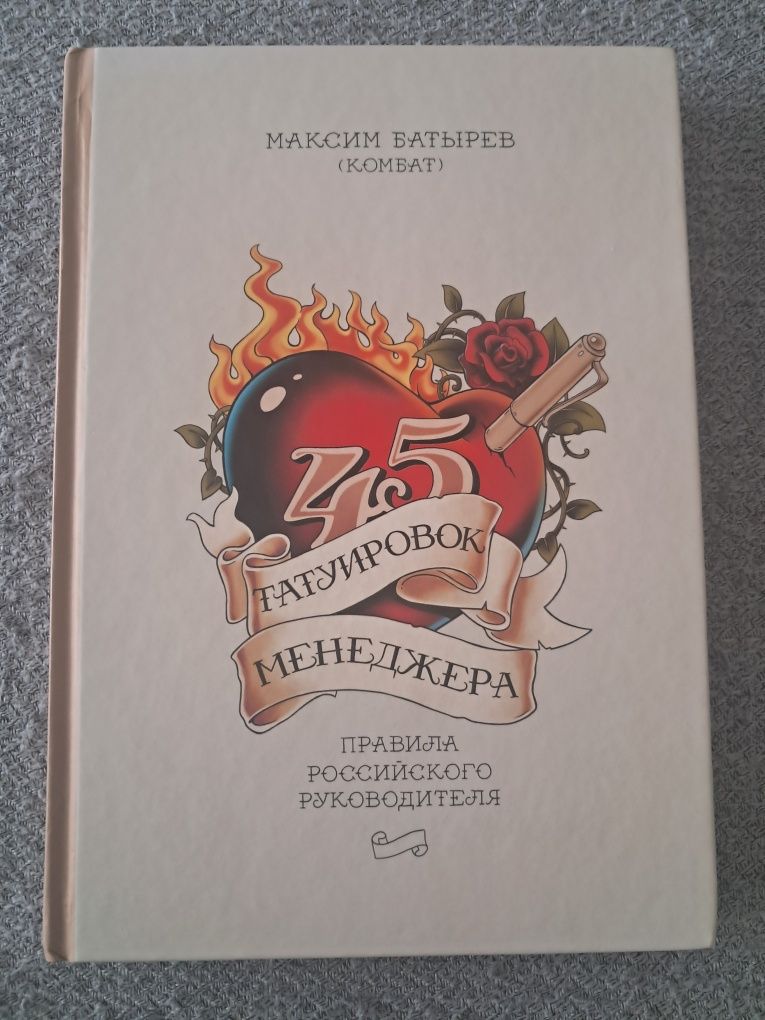 МАКСИМ БАТЫРЕВ
(КОМБАТ)
45
ТАТУИРОВОК
МЕНЕДЖЕРА
ПРАВИЛА
РОССИЙСКОГО
РУКОВОДИТЕЛЯ